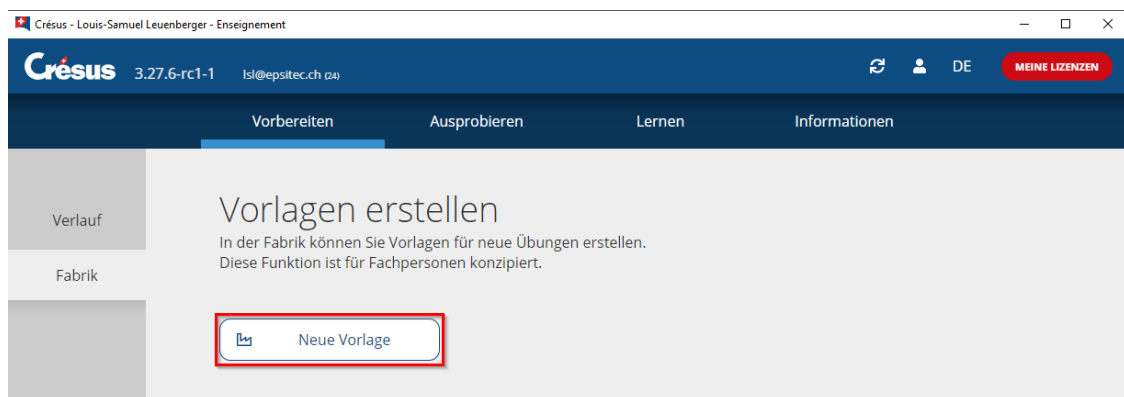 Crésus - Louis-Samuel Leuenberger - Enseignement
Crésus 3.27.6-rc1-1 lsl@epsitec.ch (24) DE MEINE LIZENZEN
Vorbereiten Ausprobieren Lernen Informationen
Verlauf
Fabrik
Vorlagen erstellen
In der Fabrik können Sie Vorlagen für neue Übungen erstellen.
Diese Funktion ist für Fachpersonen konzipiert.
Neue Vorlage